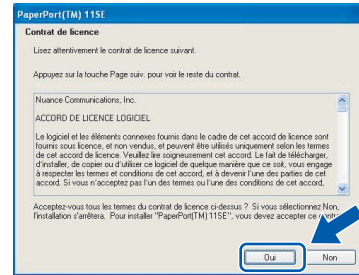 PaperPort(TM) 11SE
Contrat de licence
Lisez attentivement le contrat de licence suivant.
Appuyez sur la touche Page suiv. pour voir le reste du contrat.
Nuance Communications, Inc.
ACCORD DE LICENCE LOGICIEL
Le logiciel et les éléments connexes fournis dans le cadre de cet accord de licence sont
fournis sous licence, et non vendus, et peuvent être utilisés uniquement selon les termes
de cet accord de licence. Veuillez lire soigneusement cet accord. Le fait de télécharger,
d'installer, de copier ou d'utiliser ce logiciel de quelque manière que ce soit, vous engage
à respecter les termes et conditions de cet accord, et à devenir l'une des parties de cet
accord. Si vous n'acceptez pas l'un des termes ou l'une des conditions de cet accord,
Acceptez-vous tous les termes du contrat de licence ci-dessus ? Si vous sélectionnez Non,
l'installation s'arrêtera. Pour installer "PaperPort(TM) 11SE", vous devez accepter ce
Oui
Non